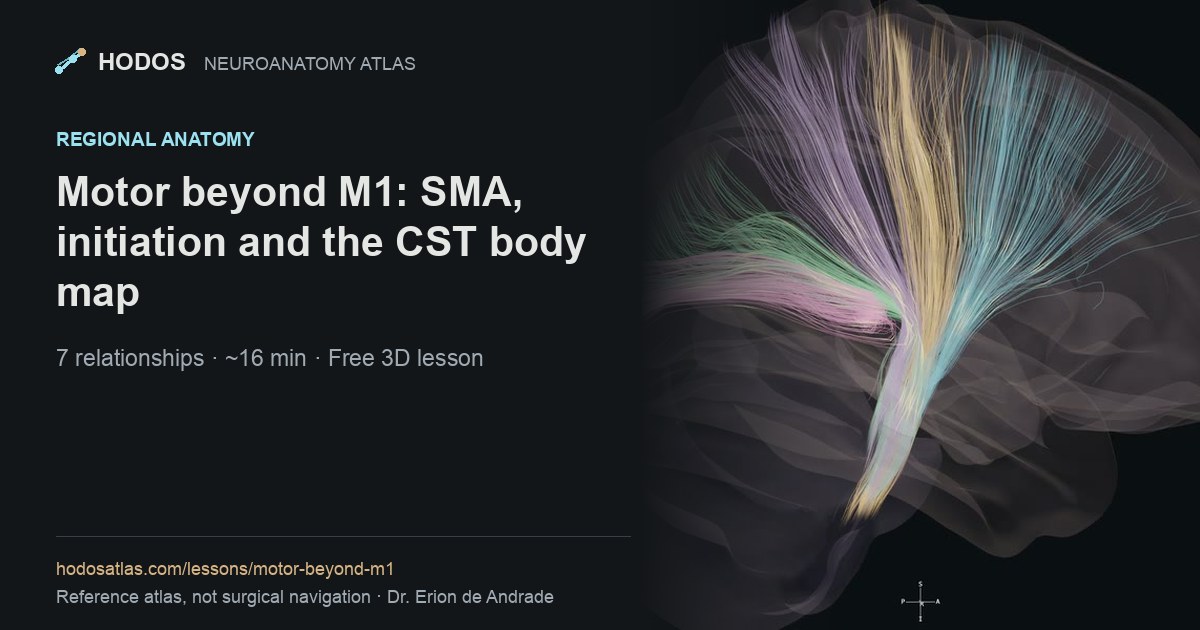 HODOS NEUROANATOMY ATLAS
REGIONAL ANATOMY
Motor beyond M1: SMA,
initiation and the CST body
map
7 relationships · ~16 min · Free 3D lesson
hodosatlas.com/lessons/motor-beyond-m1
Reference atlas, not surgical navigation · Dr. Erion de Andrade
S
P A